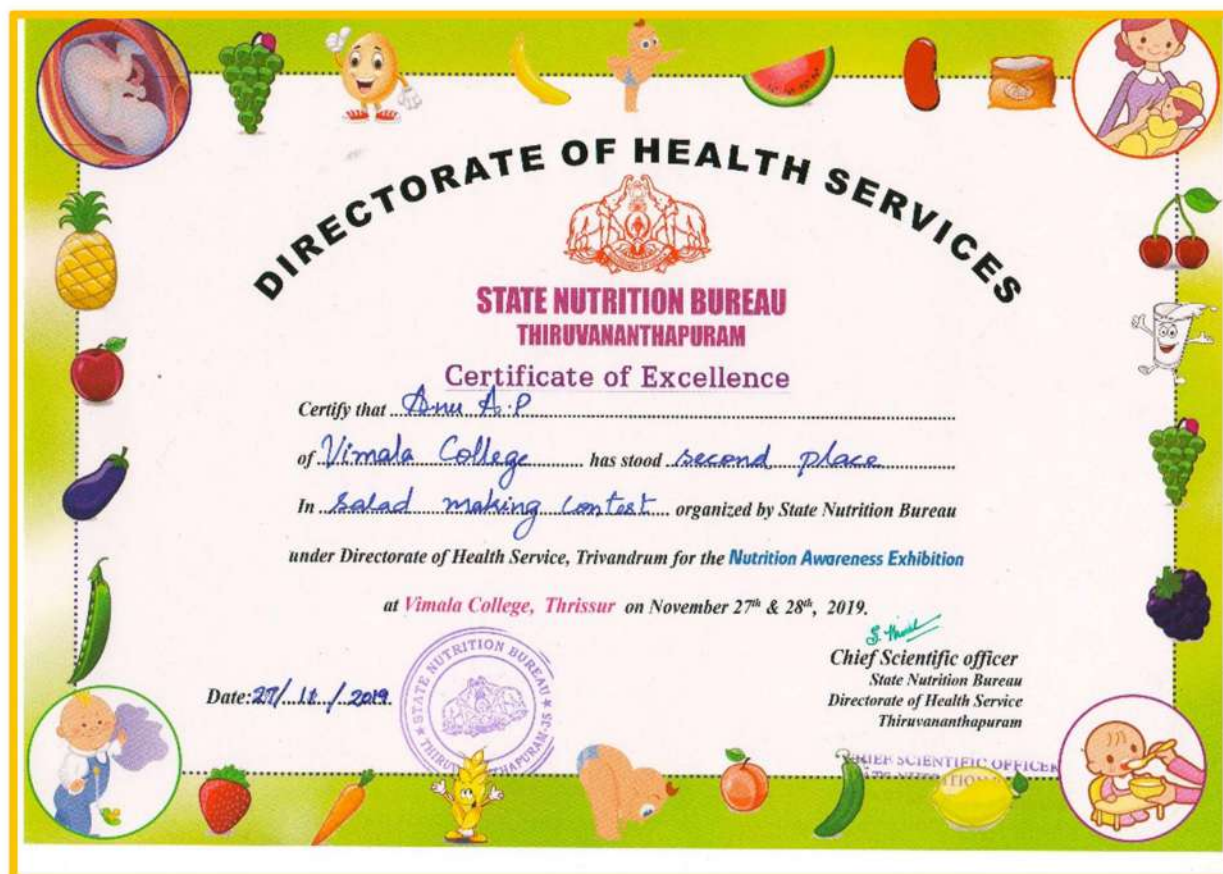 DIRECTORATE OF HEALTH SERVICES
STATE NUTRITION BUREAU
THIRUVANANTHAPURAM
Certificate of Excellence
Certify that Anu A.P
of Vimala College has stood second place
In Salad making contest organized by State Nutrition Bureau
under Directorate of Health Service, Trivandrum for the Nutrition Awareness Exhibition
at Vimala College, Thrissur on November 27th & 28th, 2019.
Chief Scientific officer
State Nutrition Bureau
Directorate of Health Service
Thiruvananthapuram
Date: 27/11/2019.
STATE NUTRITION BUREAU
CHIEF SCIENTIFIC OFFICER